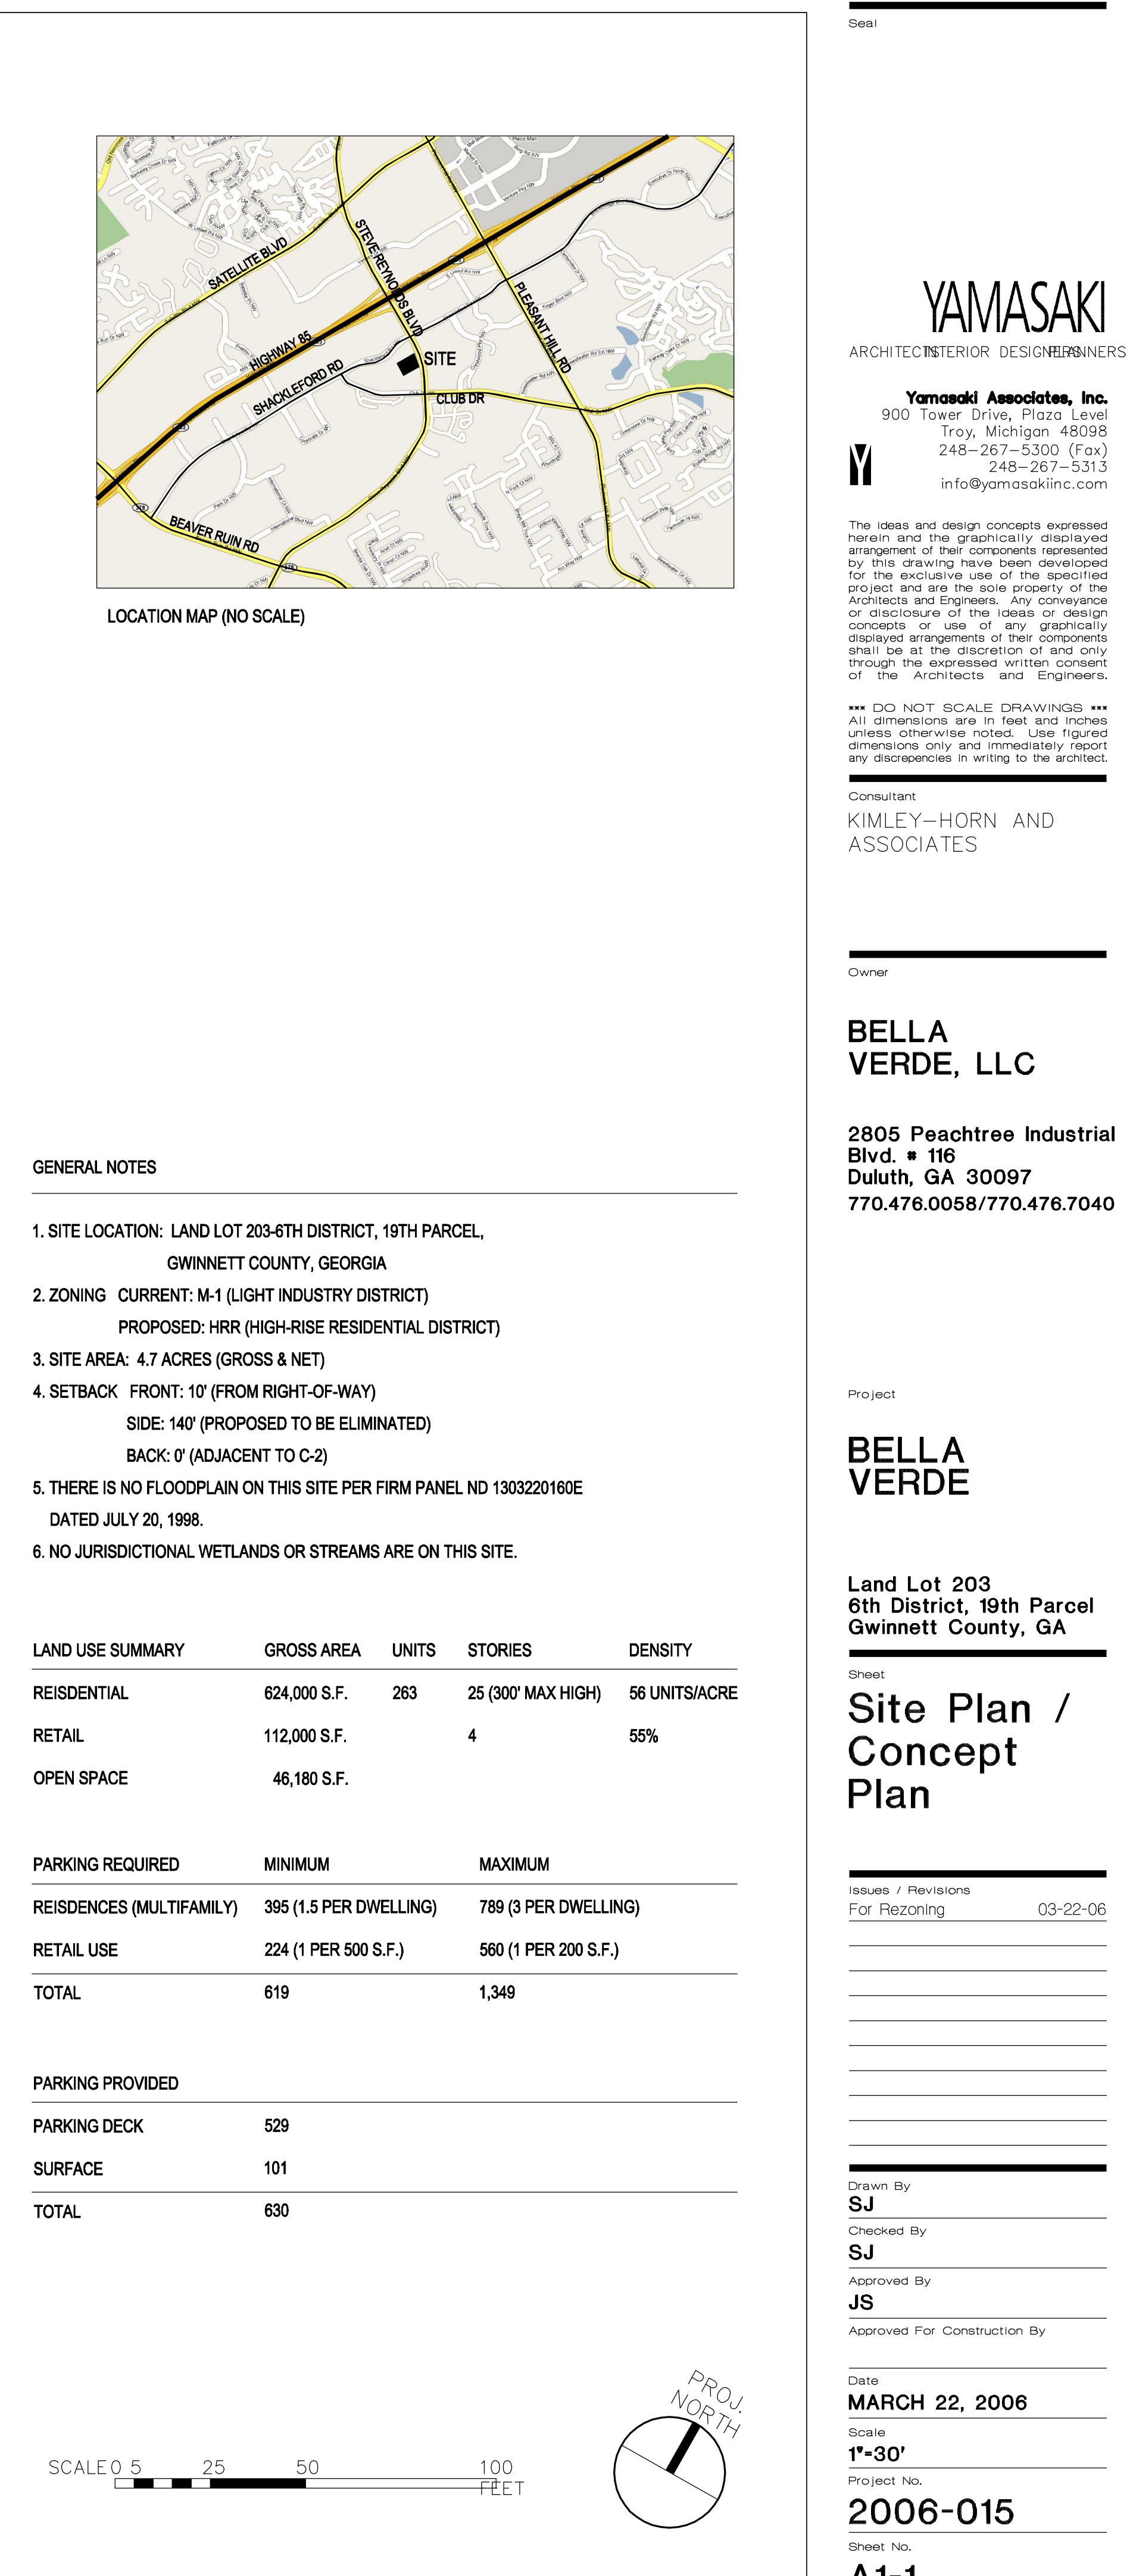 SATELLITE BLVD
STEVE REYNOLDS BLVD
PLEASANT HILL RD
HIGHWAY 85
SHACKLEFORD RD
SITE
CLUB DR
BEAVER RUIN RD
LOCATION MAP (NO SCALE)
GENERAL NOTES
1. SITE LOCATION: LAND LOT 203-6TH DISTRICT, 19TH PARCEL,
GWINNETT COUNTY, GEORGIA
2. ZONING CURRENT: M-1 (LIGHT INDUSTRY DISTRICT)
PROPOSED: HRR (HIGH-RISE RESIDENTIAL DISTRICT)
3. SITE AREA: 4.7 ACRES (GROSS & NET)
4. SETBACK FRONT: 10' (FROM RIGHT-OF-WAY)
SIDE: 140' (PROPOSED TO BE ELIMINATED)
BACK: 0' (ADJACENT TO C-2)
5. THERE IS NO FLOODPLAIN ON THIS SITE PER FIRM PANEL ND 1303220160E
DATED JULY 20, 1998.
6. NO JURISDICTIONAL WETLANDS OR STREAMS ARE ON THIS SITE.
LAND USE SUMMARY GROSS AREA UNITS STORIES DENSITY
REISDENTIAL 624,000 S.F. 263 25 (300' MAX HIGH) 56 UNITS/ACRE
RETAIL 112,000 S.F. 4 55%
OPEN SPACE 46,180 S.F.
PARKING REQUIRED MINIMUM MAXIMUM
REISDENCES (MULTIFAMILY) 395 (1.5 PER DWELLING) 789 (3 PER DWELLING)
RETAIL USE 224 (1 PER 500 S.F.) 560 (1 PER 200 S.F.)
TOTAL 619 1,349
PARKING PROVIDED
PARKING DECK 529
SURFACE 101
TOTAL 630
SCALE 0 5 25 50 100
FEET
PROJ.
NORTH
Seal
YAMASAKI
ARCHITECTS INTERIOR DESIGNERS PLANNERS
Yamasaki Associates, Inc.
900 Tower Drive, Plaza Level
Troy, Michigan 48098
248-267-5300 (Fax)
248-267-5313
info@yamasakiinc.com
Y
The ideas and design concepts expressed
herein and the graphically displayed
arrangement of their components represented
by this drawing have been developed
for the exclusive use of the specified
project and are the sole property of the
Architects and Engineers. Any conveyance
or disclosure of the ideas or design
concepts or use of any graphically
displayed arrangements of their components
shall be at the discretion of and only
through the expressed written consent
of the Architects and Engineers.
*** DO NOT SCALE DRAWINGS ***
All dimensions are in feet and inches
unless otherwise noted. Use figured
dimensions only and immediately report
any discrepencies in writing to the architect.
Consultant
KIMLEY-HORN AND
ASSOCIATES
Owner
BELLA
VERDE, LLC
2805 Peachtree Industrial
Blvd. # 116
Duluth, GA 30097
770.476.0058/770.476.7040
Project
BELLA
VERDE
Land Lot 203
6th District, 19th Parcel
Gwinnett County, GA
Sheet
Site Plan /
Concept
Plan
Issues / Revisions
For Rezoning 03-22-06
Drawn By
SJ
Checked By
SJ
Approved By
JS
Approved For Construction By
Date
MARCH 22, 2006
Scale
1"=30'
Project No.
2006-015
Sheet No.
A1-1